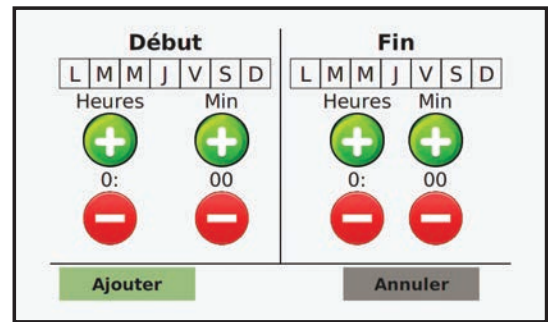 Début Fin
L M M J V S D L M M J V S D
Heures Min Heures Min
0: 00 0: 00
Ajouter Annuler